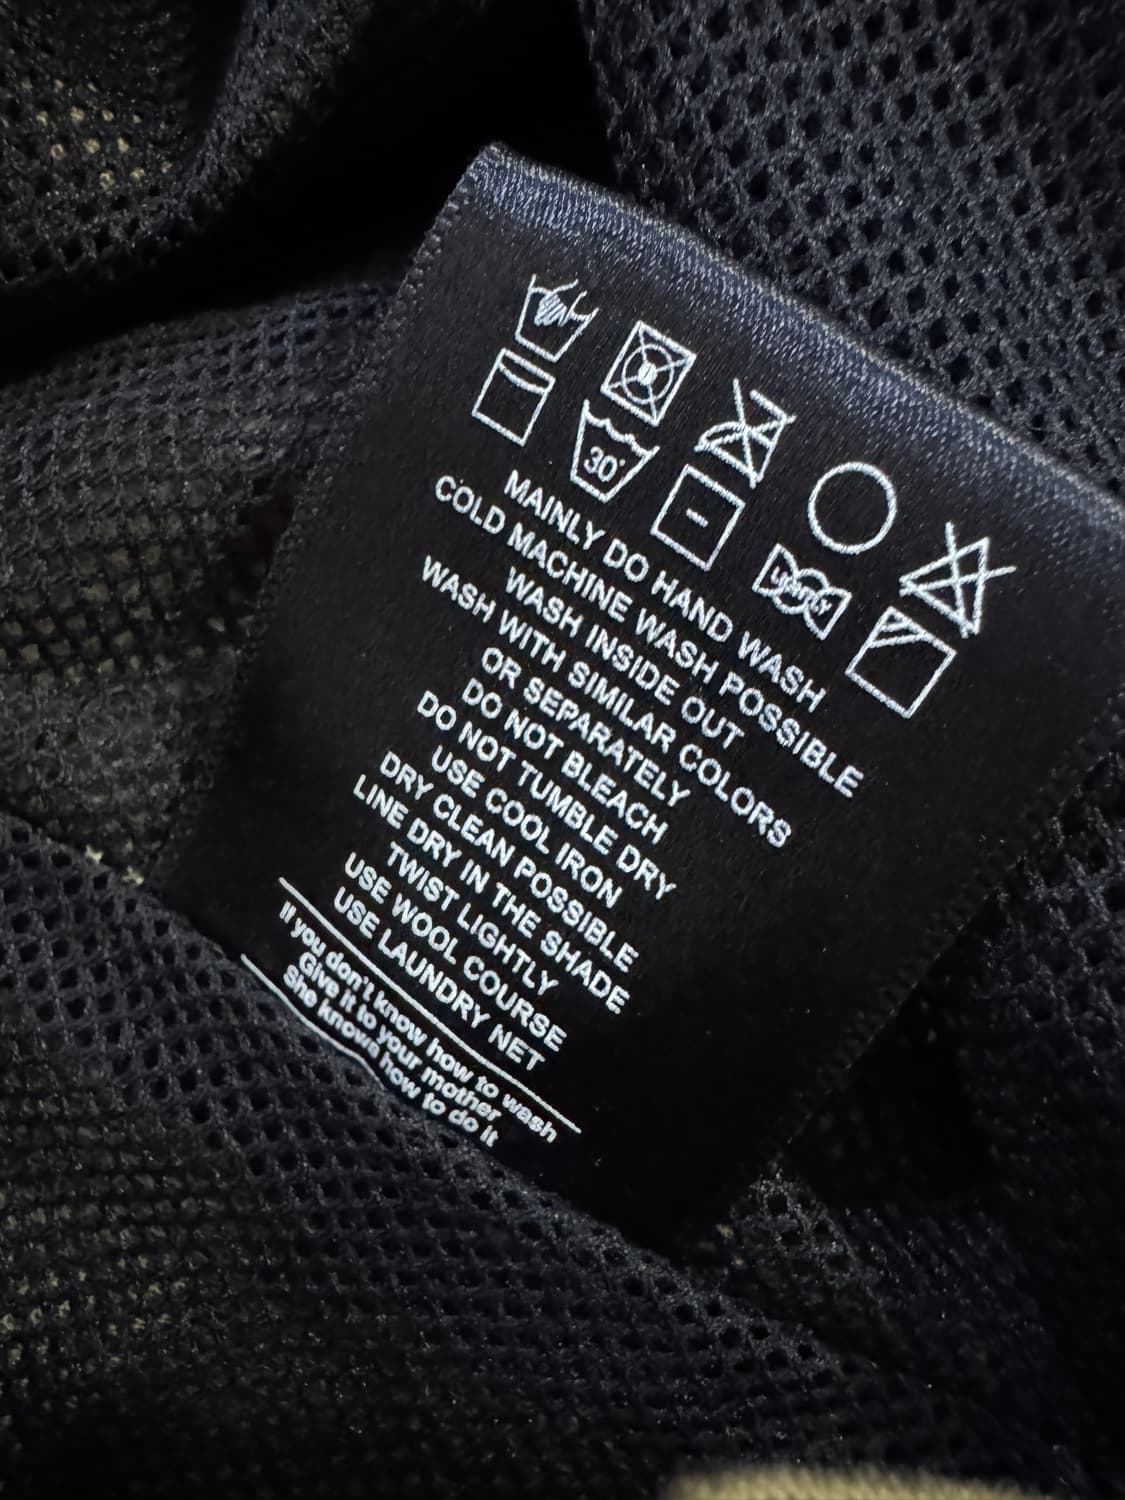 30°
Lightly
MAINLY DO HAND WASH
COLD MACHINE WASH POSSIBLE
WASH INSIDE OUT
WASH WITH SIMILAR COLORS
OR SEPARATELY
DO NOT BLEACH
DO NOT TUMBLE DRY
USE COOL IRON
DRY CLEAN POSSIBLE
LINE DRY IN THE SHADE
TWIST LIGHTLY
USE WOOL COURSE
USE LAUNDRY NET
If you don't know how to wash
Give it to your mother
She knows how to do it